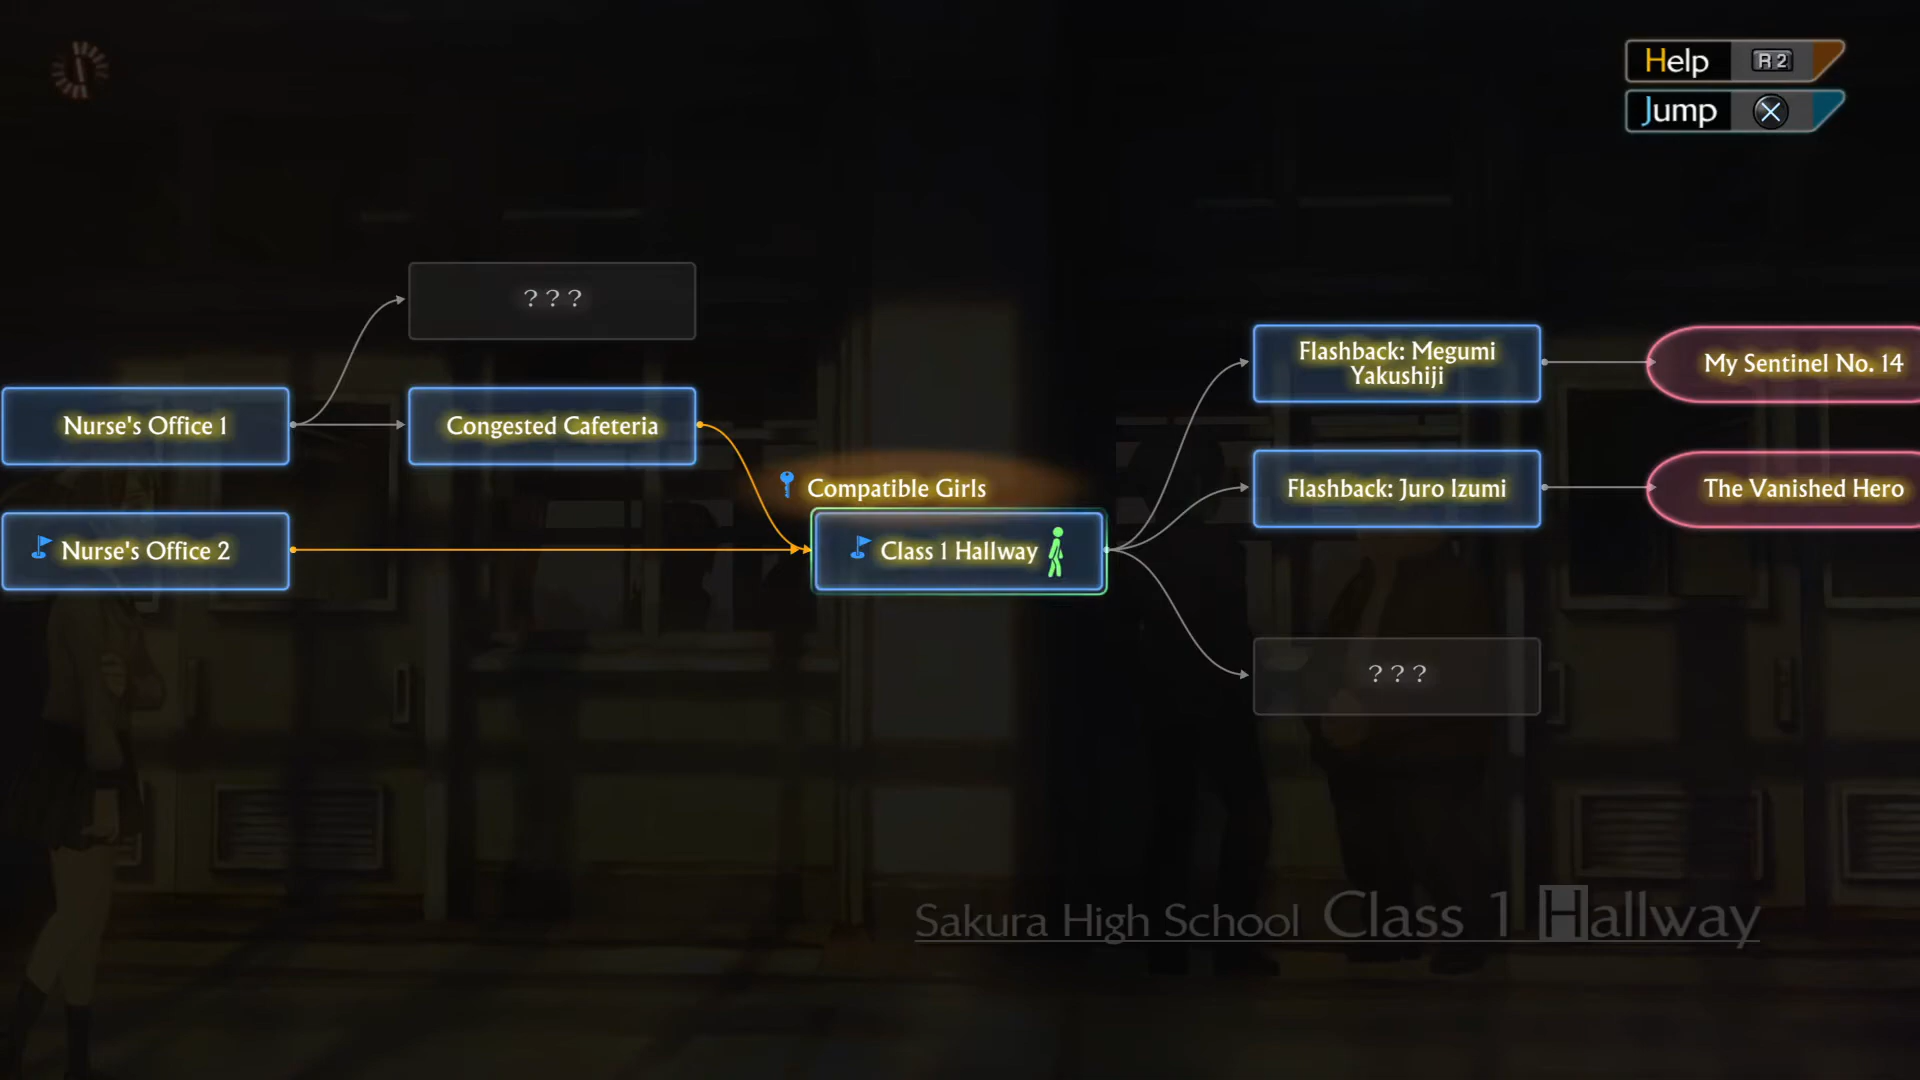 Help R2
Jump
???
Nurse's Office 1
Congested Cafeteria
Nurse's Office 2
Compatible Girls
Class 1 Hallway
Flashback: Megumi
Yakushiji
My Sentinel No. 14
Flashback: Juro Izumi
The Vanished Hero
???
Sakura High School Class 1 Hallway